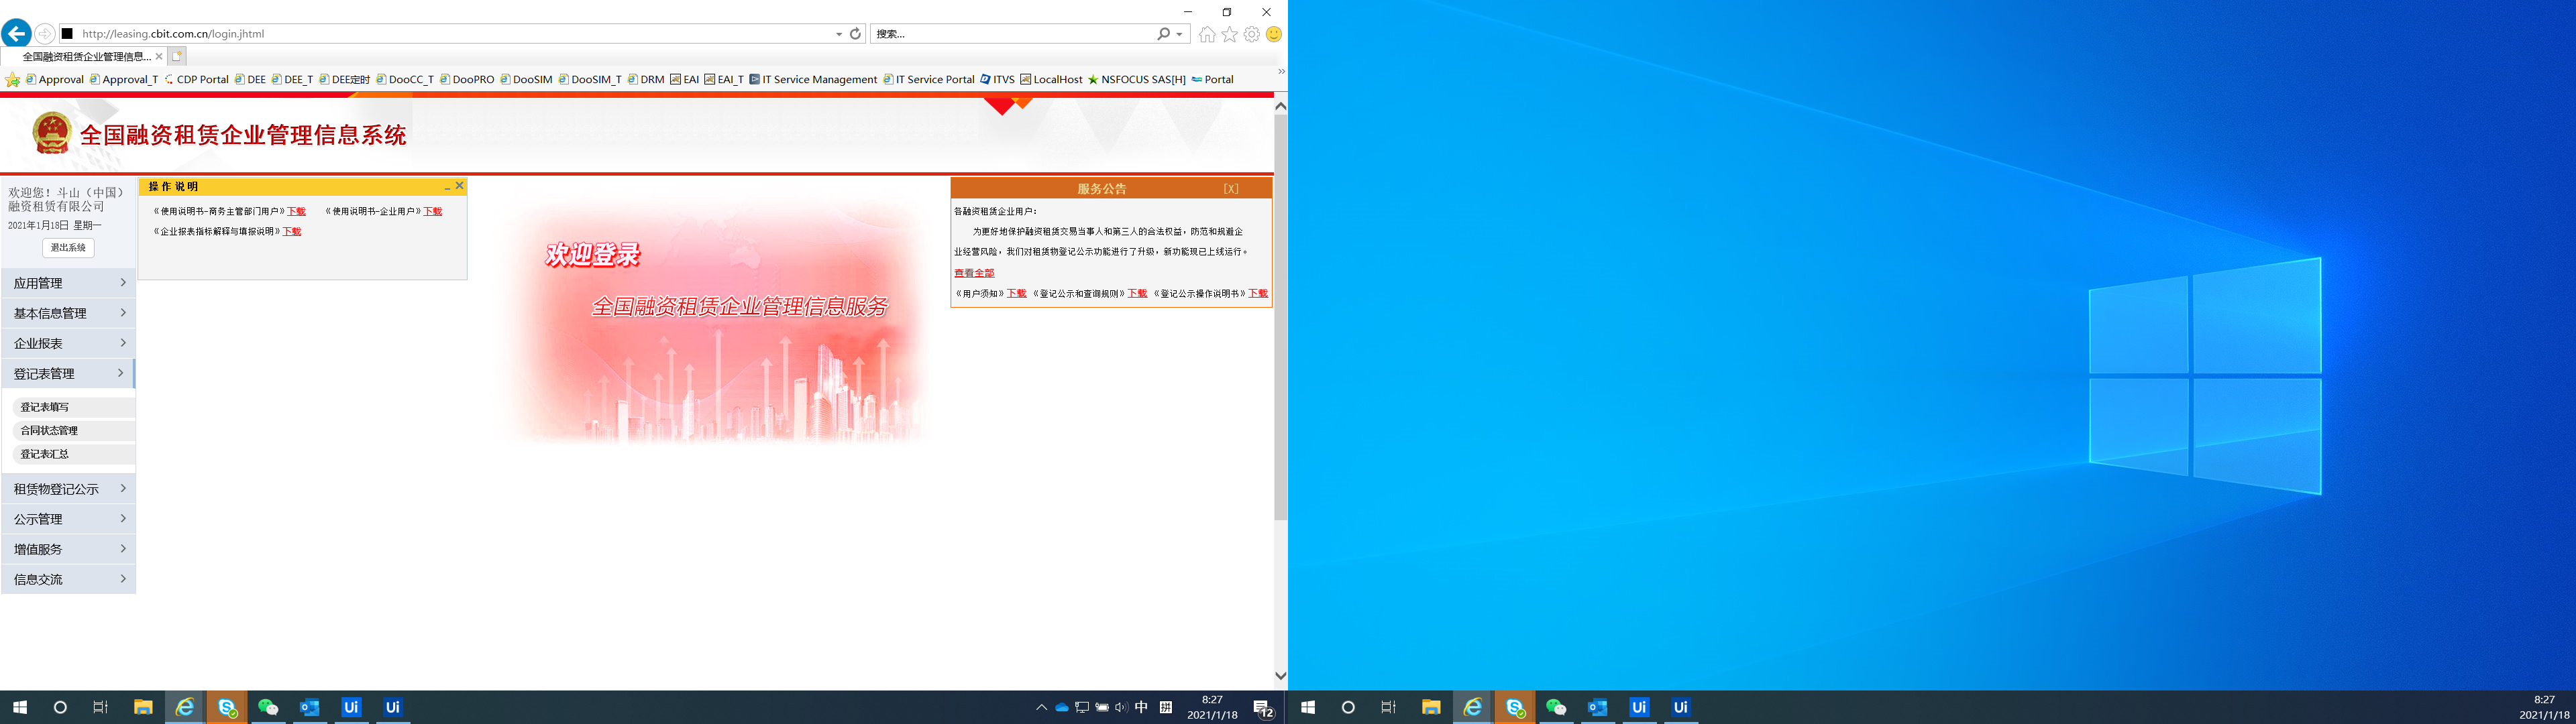 http://leasing.cbit.com.cn/login.jhtml
搜索...
全国融资租赁企业管理信息...
Approval Approval_T CDP Portal DEE DEE_T DEE定时 DooCC_T DooPRO DooSIM DooSIM_T DRM EAI EAI_T IT Service Management IT Service Portal ITVS LocalHost NSFOCUS SAS[H] Portal
全国融资租赁企业管理信息系统
欢迎您！斗山（中国）
融资租赁有限公司
2021年1月18日 星期一
退出系统
应用管理
基本信息管理
企业报表
登记表管理
登记表填写
合同状态管理
登记表汇总
租赁物登记公示
公示管理
增值服务
信息交流
操作说明
《使用说明书-商务主管部门用户》下载 《使用说明书-企业用户》下载
《企业报表指标解释与填报说明》下载
欢迎登录
全国融资租赁企业管理信息服务
服务公告 [X]
各融资租赁企业用户：
为更好地保护融资租赁交易当事人和第三人的合法权益，防范和规避企
业经营风险，我们对租赁物登记公示功能进行了升级，新功能现已上线运行。
查看全部
《用户须知》下载 《登记公示和查询规则》下载 《登记公示操作说明书》下载
Ui Ui
中 拼
8:27
2021/1/18
12
Ui Ui
8:27
2021/1/18